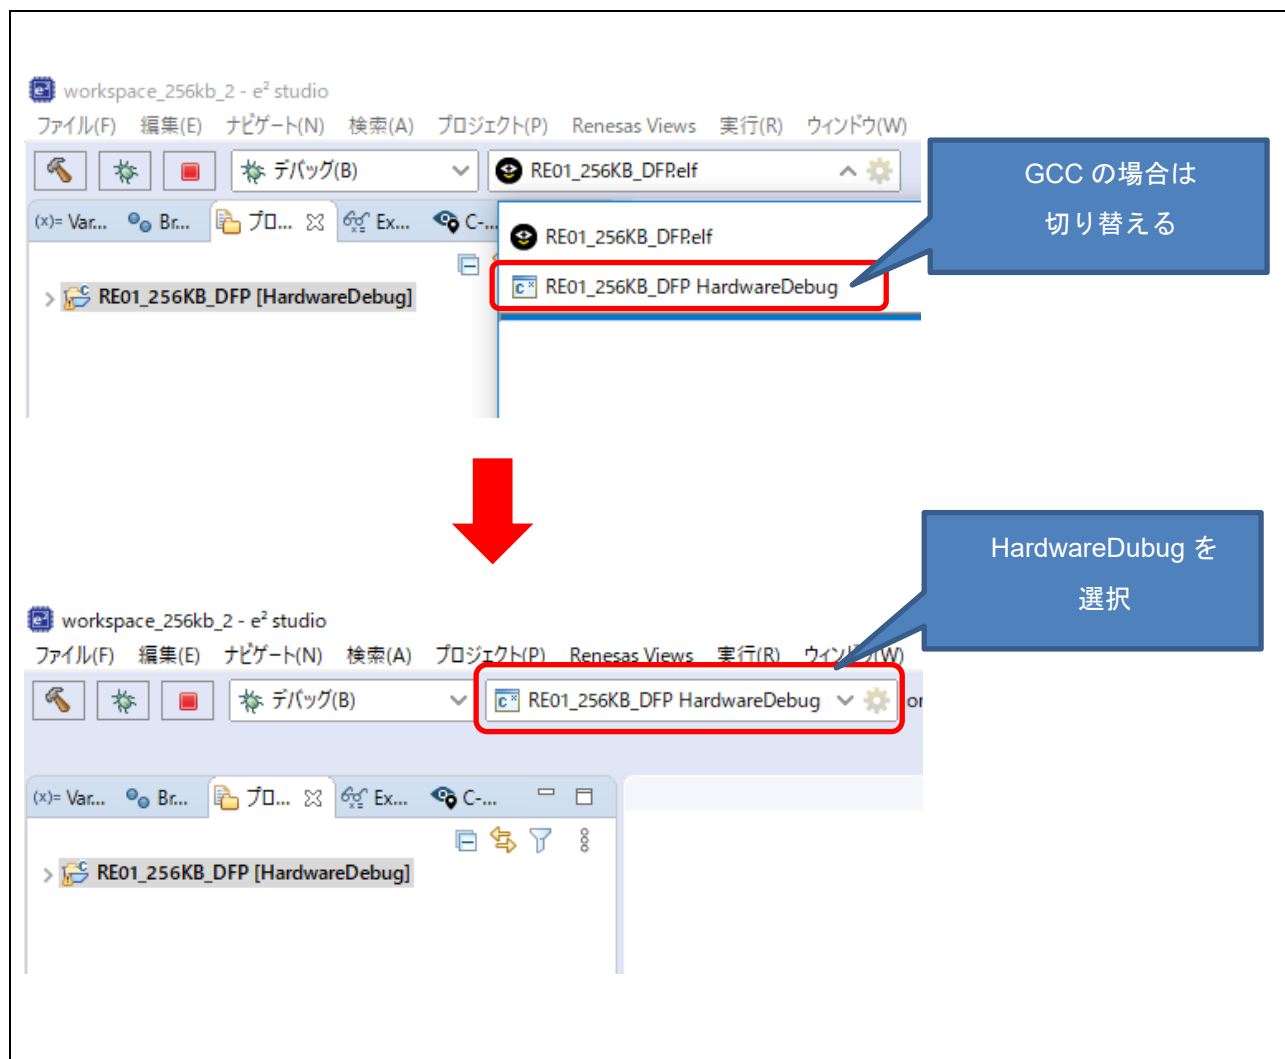 workspace_256kb_2 - e² studio
ファイル(F) 編集(E) ナビゲート(N) 検索(A) プロジェクト(P) Renesas Views 実行(R) ウィンドウ(W)
デバッグ(B) RE01_256KB_DFP.elf
GCC の場合は
切り替える
(x)= Var... Br... プロ... Ex... C-...
RE01_256KB_DFP.elf
RE01_256KB_DFP HardwareDebug
RE01_256KB_DFP [HardwareDebug]
HardwareDubug を
選択
workspace_256kb_2 - e² studio
ファイル(F) 編集(E) ナビゲート(N) 検索(A) プロジェクト(P) Renesas Views 実行(R) ウィンドウ(W)
デバッグ(B) RE01_256KB_DFP HardwareDebug
(x)= Var... Br... プロ... Ex... C-...
RE01_256KB_DFP [HardwareDebug]